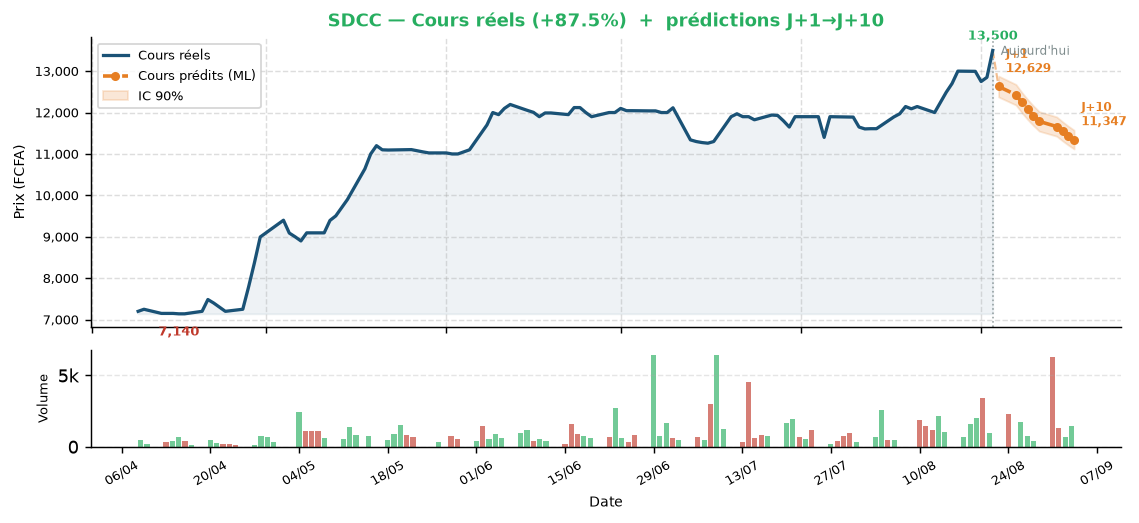 SDCC — Cours réels (+87.5%) + prédictions J+1→J+10
Cours réels
Cours prédits (ML)
IC 90%
13,500
Aujourd'hui
J+1
12,629
J+10
11,347
7,140
Prix (FCFA)
13,000
12,000
11,000
10,000
9,000
8,000
7,000
Volume
5k
0
06/04
20/04
04/05
18/05
01/06
15/06
29/06
13/07
27/07
10/08
24/08
07/09
Date